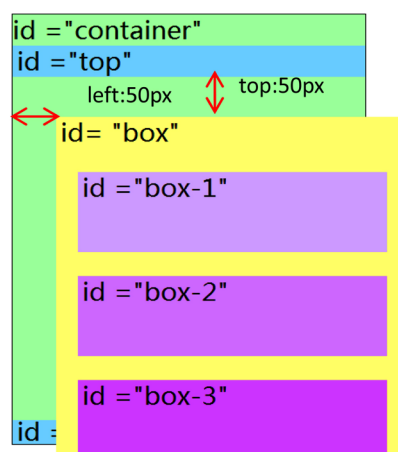 id ="container"
id ="top"
left:50px
top:50px
id= "box"
id ="box-1"
id ="box-2"
id ="box-3"
id =